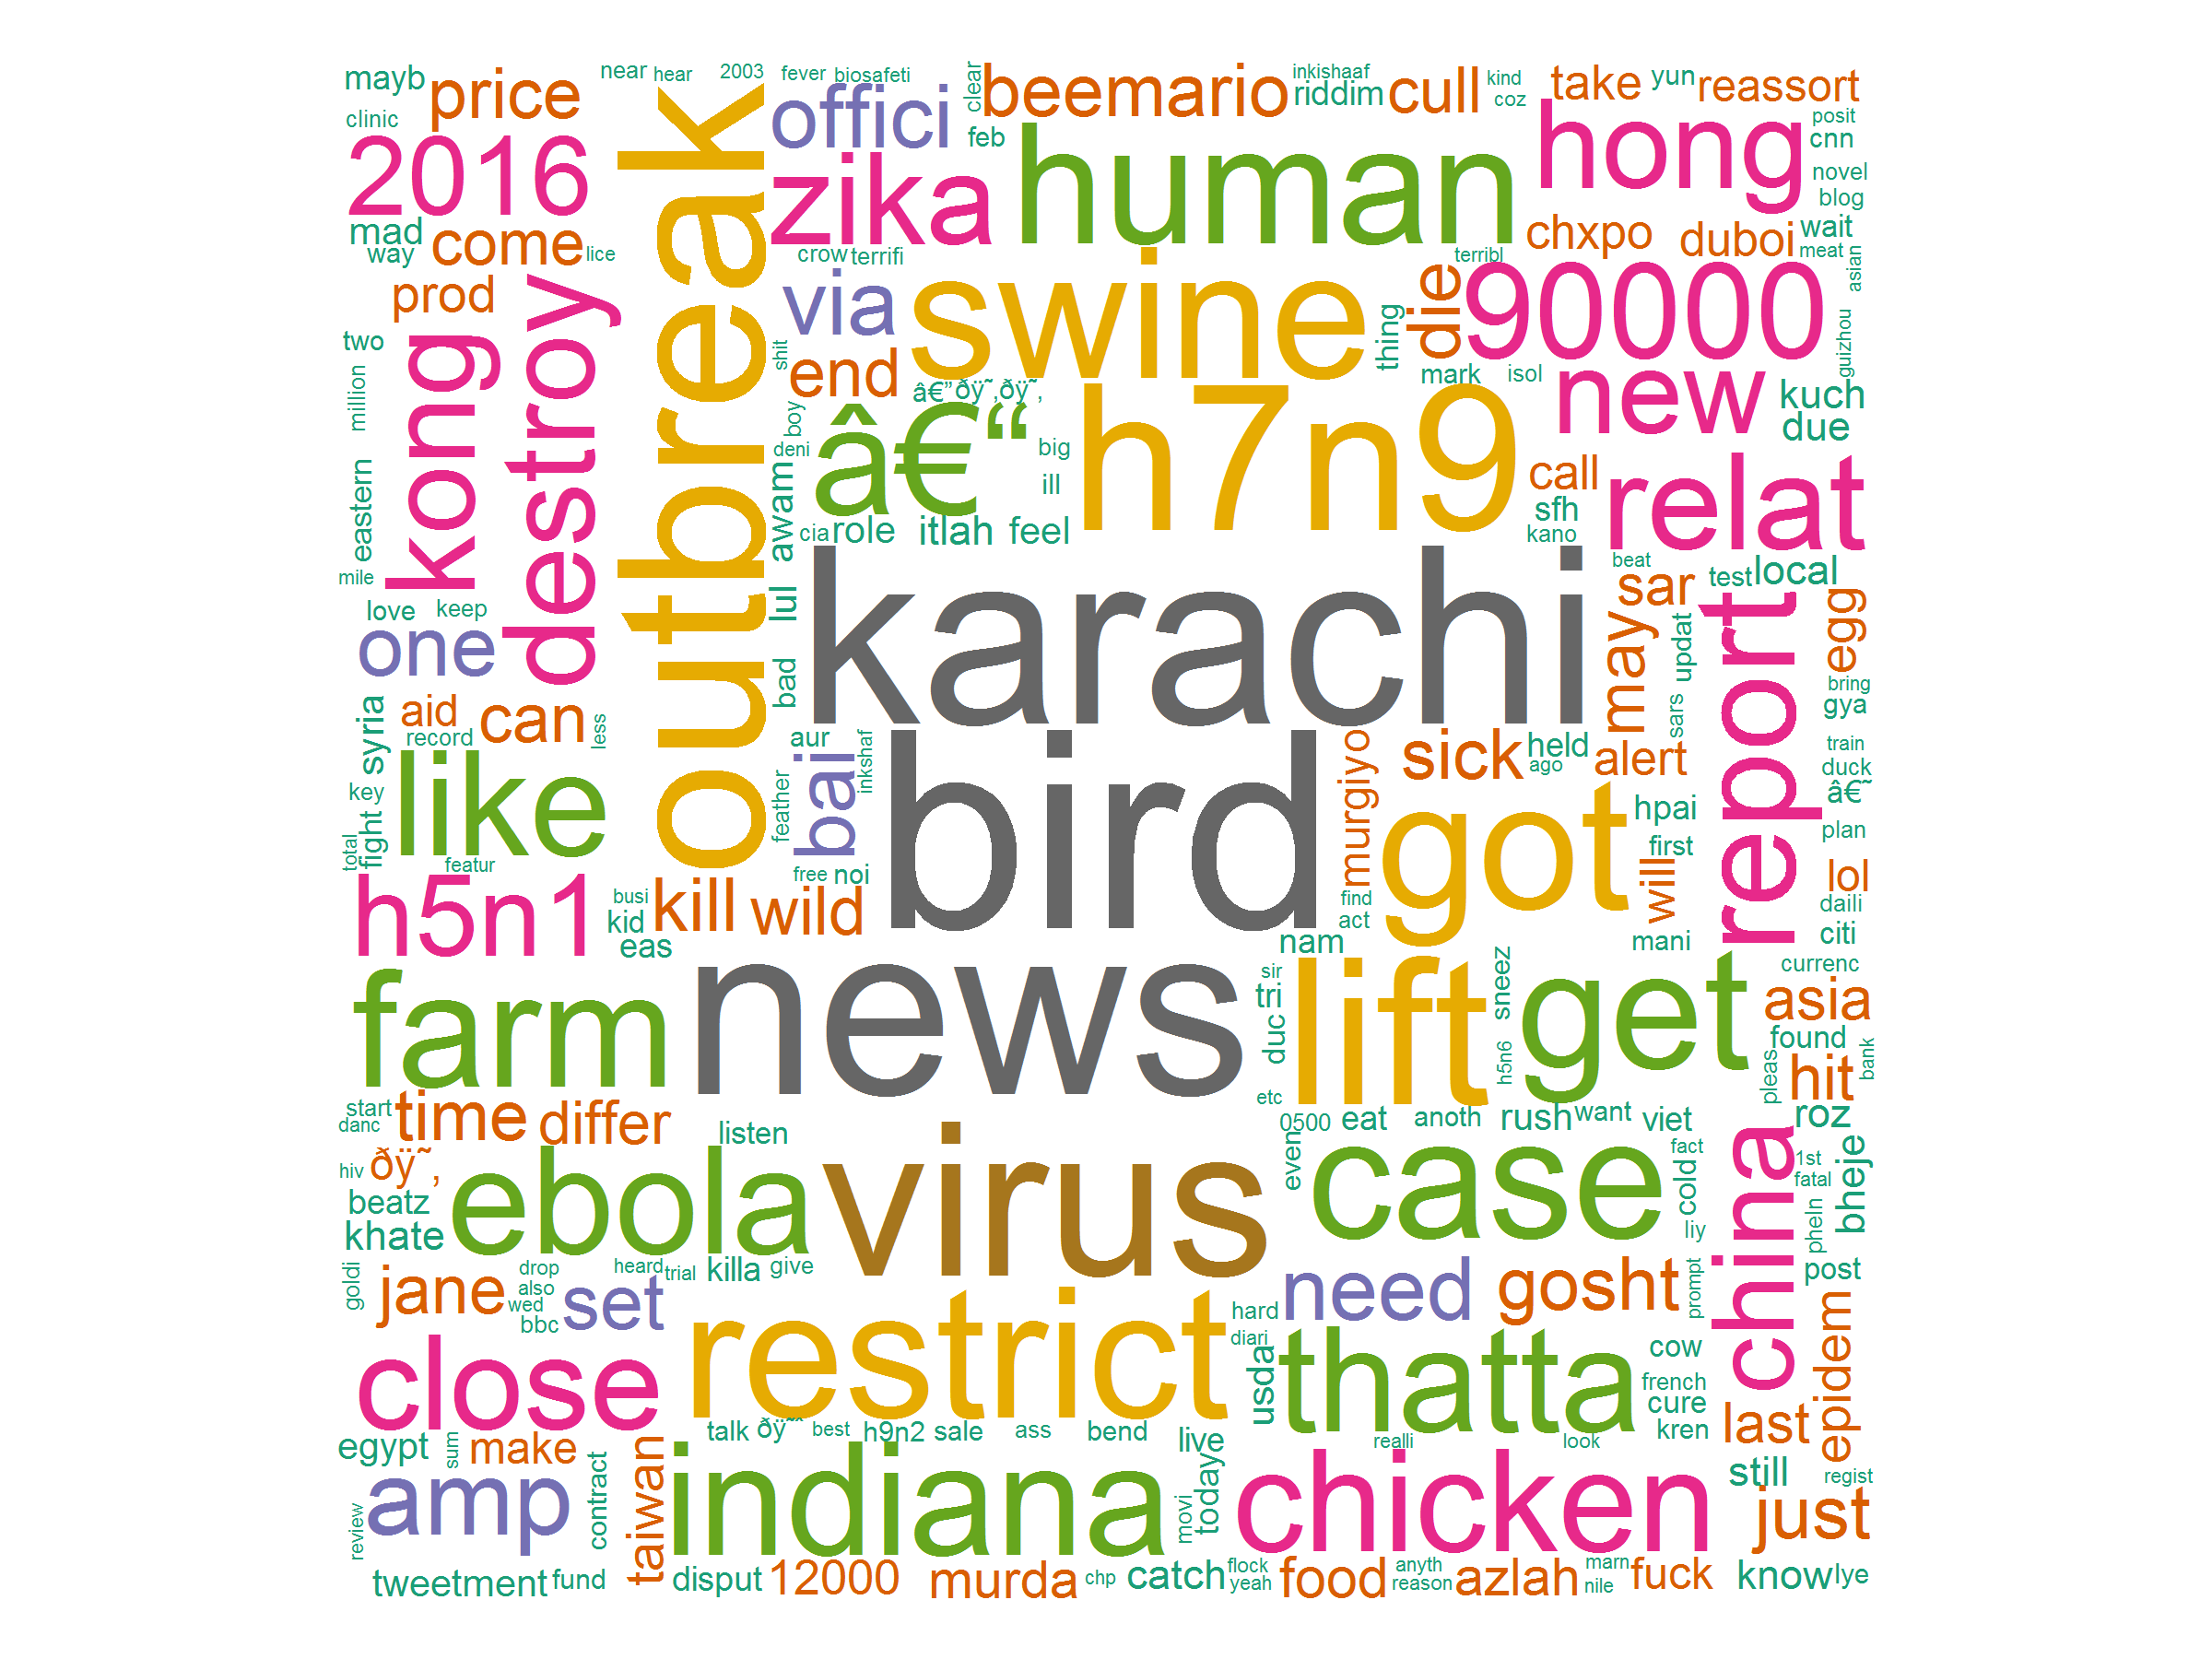 mayb
price
near
hear
2003
fever
biosafeti
clear
beemario
inkishaaf
riddim
cull
kind
coz
take
yun
reassort
clinic
2016
outbreak
offici
feb
human
hong
posit
cnn
novel
blog
zika
mad
come
way
lice
crow
terrifi
terribl
chxpo
duboi
wait
meat
asian
prod
destroy
via
swine
thing
die
90000
guizhou
two
kong
million
shit
end
mark
isol
new
kuch
due
â€”
ðÿ˜‚ðÿ˜‚
â€“
h7n9
boy
deni
big
ill
call
sfh
kano
relat
eastern
awam
cia
role
itlah
feel
mile
love
keep
lul
karachi
beat
sar
test
local
one
bad
may
updat
report
egg
syria
aid
can
record
less
sars
bring
gya
aur
bai
inkshaf
bird
murgiyo
sick
held
ago
alert
train
duck
â€˜
key
like
feather
got
hpai
first
plan
total
fight
featur
h5n1
busi
kid
eas
kill
wild
free
noi
find
act
will
lol
daili
citi
mani
nam
farm
news
sir
tri
duc
etc
lift
sneez
h5n6
get
currenc
asia
found
pleas
hit
bank
start
danc
time
differ
listen
0500
eat
anoth
rush
want
viet
roz
hiv
ðÿ˜‚
beatz
khate
ebola
virus
even
case
fact
cold
liy
china
1st
fatal
pheln
bheje
goldi
jane
drop
also
wed
bbc
set
heard
trial
killa
give
need
gosht
prompt
post
close
restrict
hard
diari
usda
thatta
cow
french
cure
kren
epidem
last
egypt
sum
make
talk
ðÿ˜ˆ
best
h9n2
sale
ass
bend
live
realli
look
still
regist
review
amp
contract
taiwan
indiana
movi
today
chicken
just
tweetment
fund
disput
12000
murda
chp
catch
flock
yeah
food
anyth
reason
azlah
marn
nile
fuck
know
lye